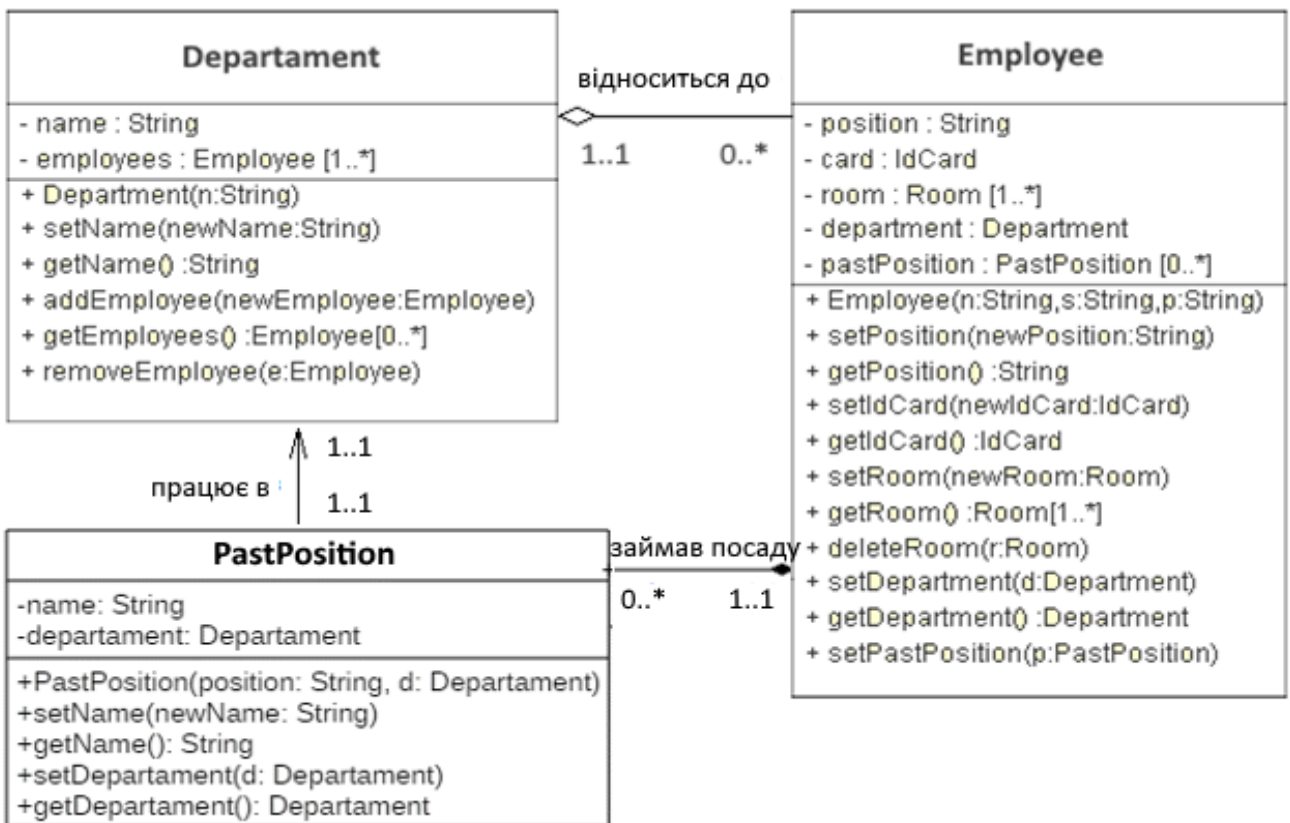 Departament
- name : String
- employees : Employee [1..*]
+ Department(n:String)
+ setName(newName:String)
+ getName() :String
+ addEmployee(newEmployee:Employee)
+ getEmployees() :Employee[0..*]
+ removeEmployee(e:Employee)
відноситься до
1..1 0..*
Employee
- position : String
- card : IdCard
- room : Room [1..*]
- department : Department
- pastPosition : PastPosition [0..*]
+ Employee(n:String,s:String,p:String)
+ setPosition(newPosition:String)
+ getPosition() :String
+ setIdCard(newIdCard:IdCard)
+ getIdCard() :IdCard
+ setRoom(newRoom:Room)
+ getRoom() :Room[1..*]
+ deleteRoom(r:Room)
+ setDepartment(d:Department)
+ getDepartment() :Department
+ setPastPosition(p:PastPosition)
1..1
працює в
1..1
PastPosition
-name: String
-departament: Departament
+PastPosition(position: String, d: Departament)
+setName(newName: String)
+getName(): String
+setDepartament(d: Departament)
+getDepartament(): Departament
займав посаду
0..* 1..1